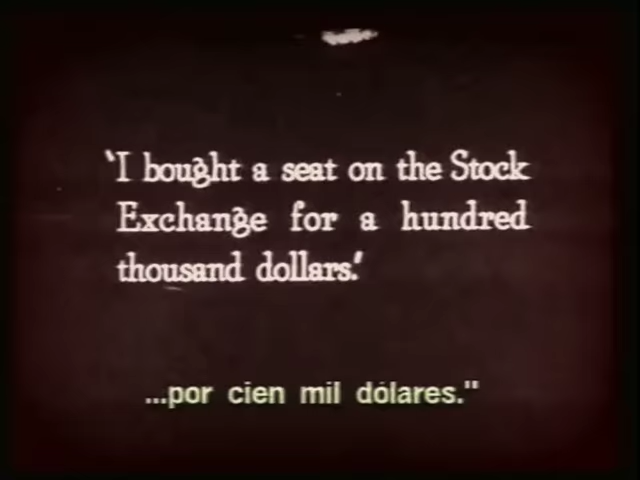 'I bought a seat on the Stock
Exchange for a hundred
thousand dollars.'
...por cien mil dólares."